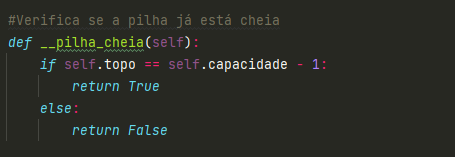 #Verifica se a pilha já está cheia
def __pilha_cheia(self):
    if self.topo == self.capacidade - 1:
        return True
    else:
        return False